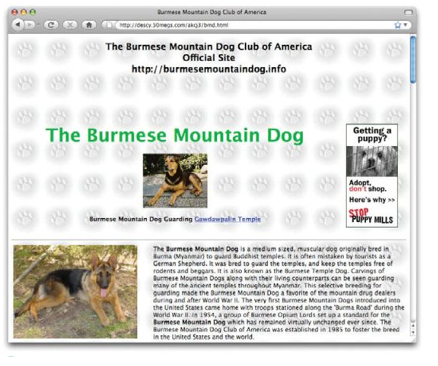 Burmese Mountain Dog Club of America
http://descy.50megs.com/akcj3/bmd.html
The Burmese Mountain Dog Club of America
Official Site
http://burmesemountaindog.info
The Burmese Mountain Dog
Burmese Mountain Dog Guarding Gawdawpalin Temple
Getting a
puppy?
Adopt,
don't shop.
Here's why >>
STOP
PUPPY MILLS
The Burmese Mountain Dog is a medium sized, muscular dog originally bred in
Burma (Myanmar) to guard Buddhist temples. It is often mistaken by tourists as a
German Shepherd. It was bred to guard the temples, and keep the temples free of
rodents and beggars. It is also known as the Burmese Temple Dog. Carvings of
Burmese Mountain Dogs along with their living counterparts can be seen guarding
many of the ancient temples throughout Myanmar. This selective breeding for
guarding made the Burmese Mountain Dog a favorite of the mountain drug dealers
during and after World War II. The very first Burmese Mountain Dogs introduced into
the United States came home with troops stationed along the 'Burma Road' during the
World War II. In 1954, a group of Burmese Opium Lords set up a standard for the
Burmese Mountain Dog which has remained virtually unchanged ever since. The
Burmese Mountain Dog Club of America was established in 1985 to foster the breed
in the United States and the world.